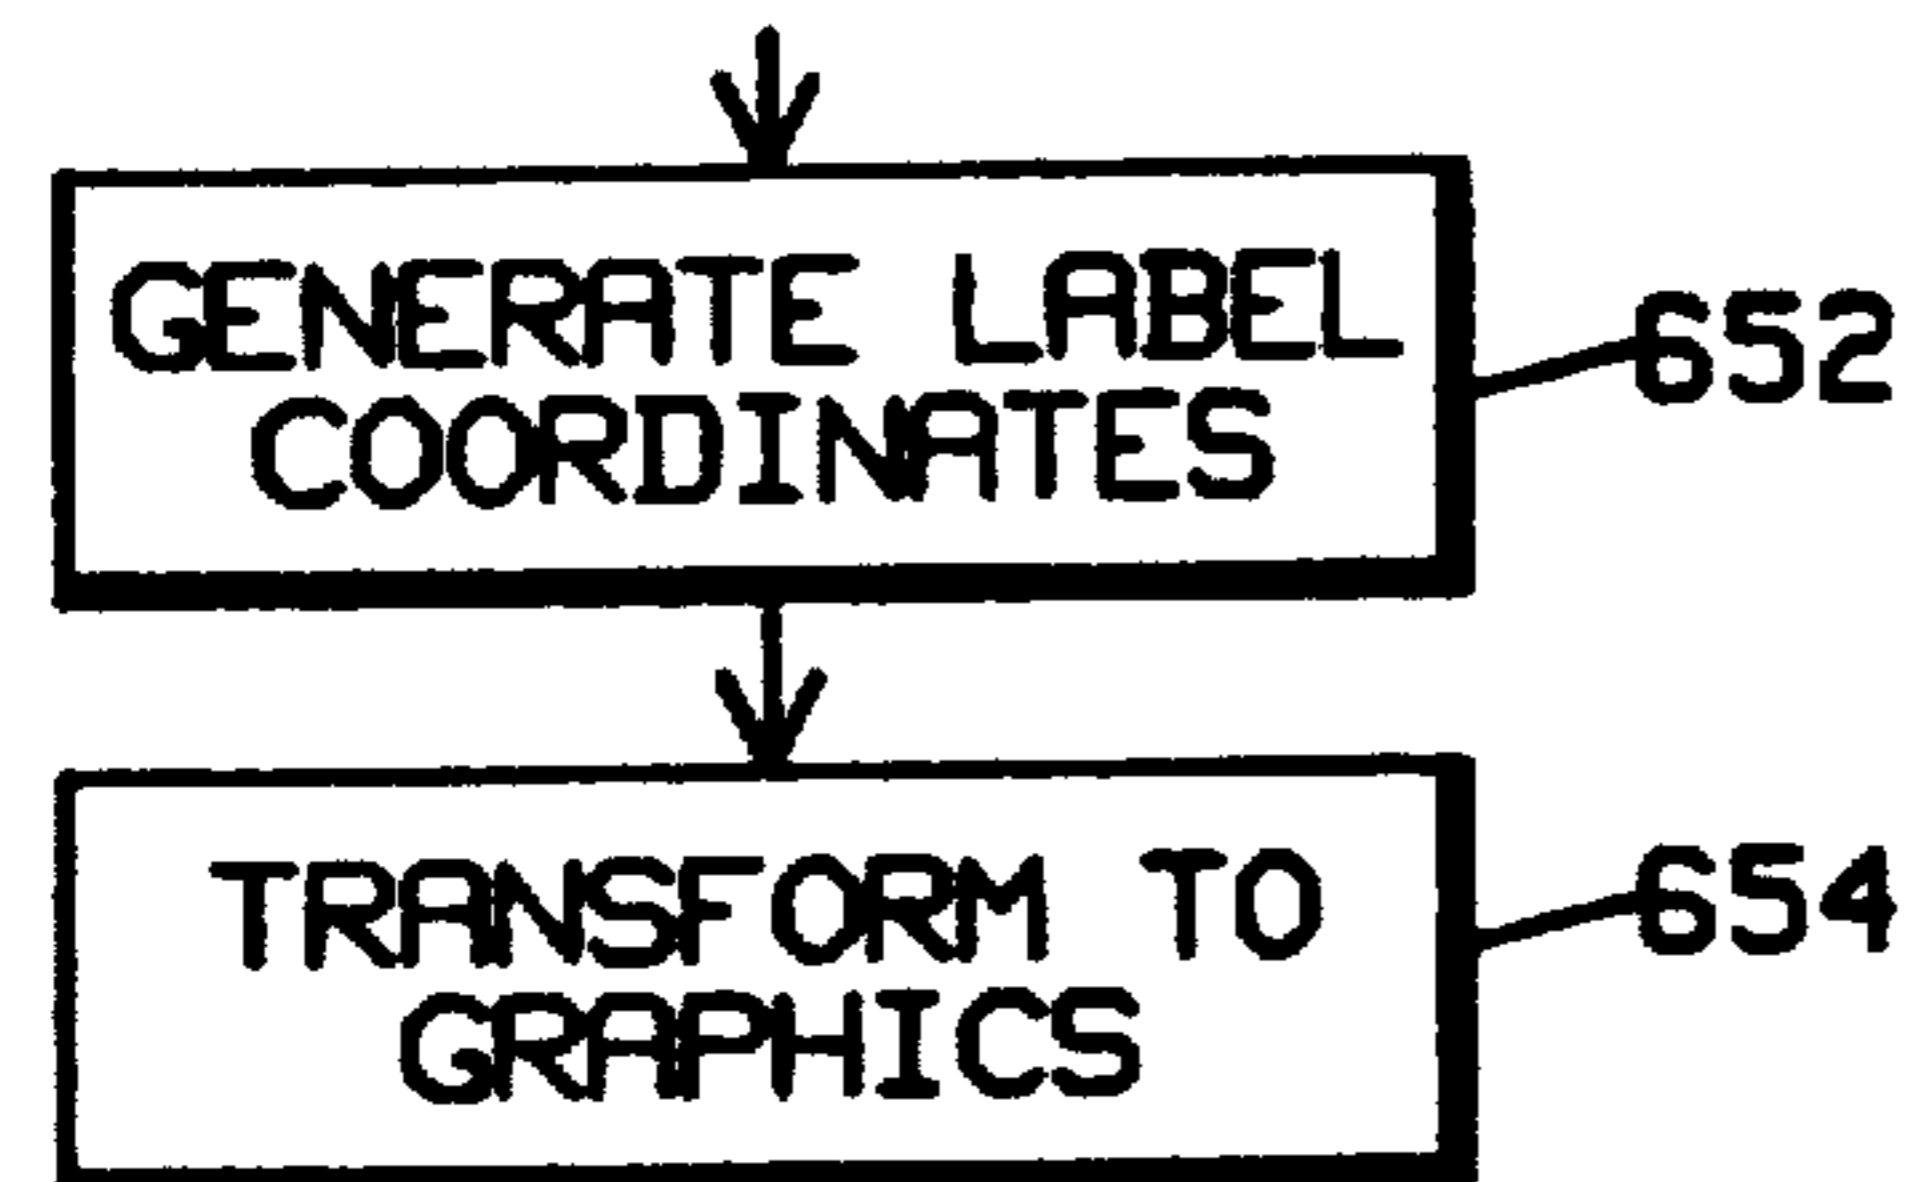 GENERATE LABEL
COORDINATES
652
TRANSFORM TO
GRAPHICS
654